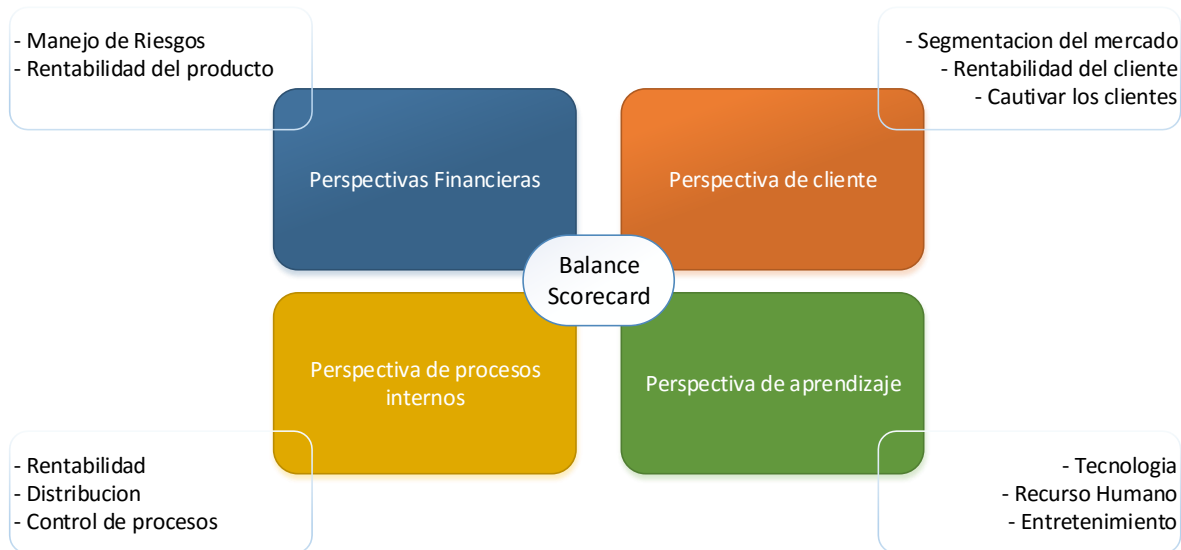 - Manejo de Riesgos
- Rentabilidad del producto
- Segmentacion del mercado
- Rentabilidad del cliente
- Cautivar los clientes
Perspectivas Financieras
Perspectiva de cliente
Balance
Scorecard
Perspectiva de procesos
internos
Perspectiva de aprendizaje
- Rentabilidad
- Distribucion
- Control de procesos
- Tecnologia
- Recurso Humano
- Entretenimiento